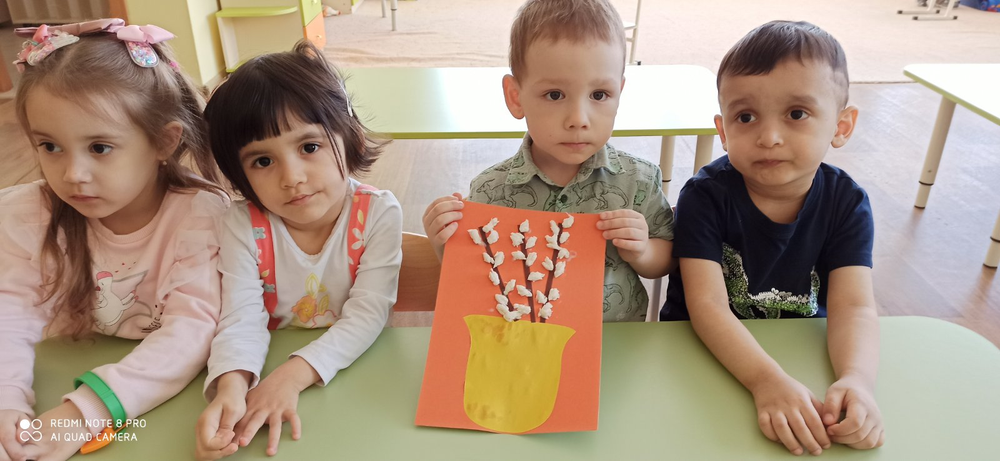 REDMI NOTE 8 PRO
AI QUAD CAMERA